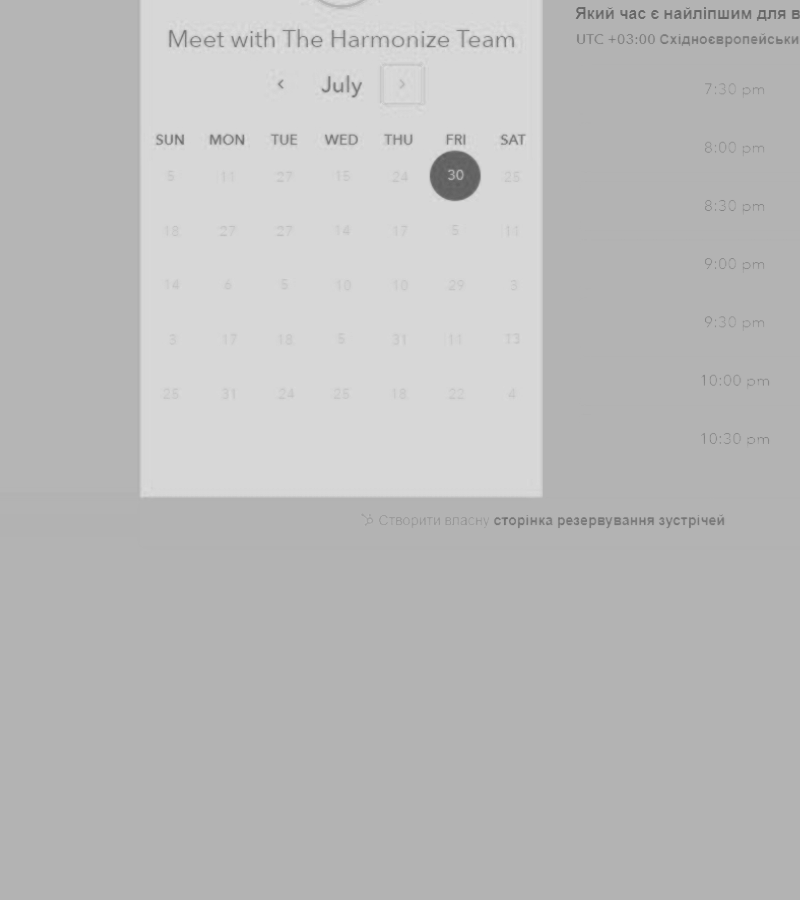 Meet with The Harmonize Team
July
SUN MON TUE WED THU FRI SAT
5 11 27 15 24 30 25
18 27 27 14 17 5 11
14 6 5 10 10 29 3
3 17 18 5 31 11 13
25 31 24 25 18 22 4
Який час є найліпшим для в
UTC +03:00 Східноєвропейськи
7:30 pm
8:00 pm
8:30 pm
9:00 pm
9:30 pm
10:00 pm
10:30 pm
Створити власну сторінка резервування зустрічей